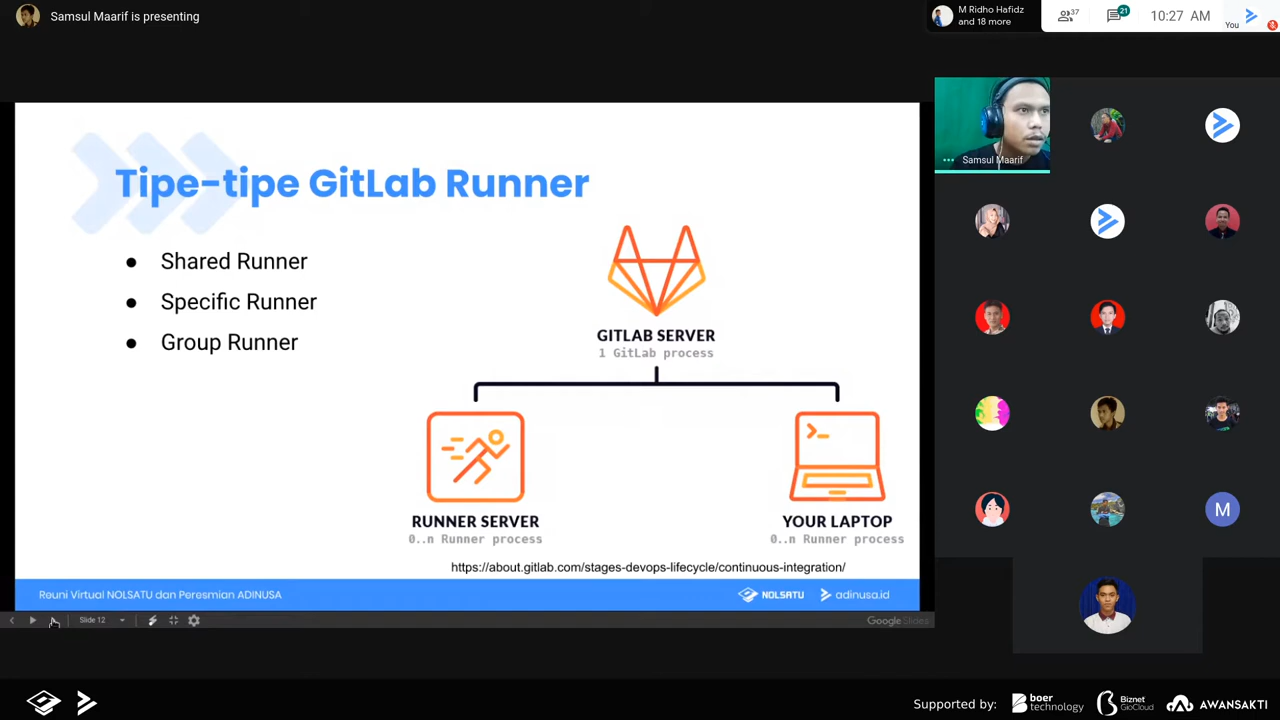 Samsul Maarif is presenting
M Ridho Hafidz
and 18 more
37
21
10:27 AM
You
Samsul Maarif
Tipe-tipe GitLab Runner
● Shared Runner
● Specific Runner
● Group Runner
GITLAB SERVER
1 GitLab process
RUNNER SERVER
0..n Runner process
YOUR LAPTOP
0..n Runner process
https://about.gitlab.com/stages-devops-lifecycle/continuous-integration/
Reuni Virtual NOLSATU dan Peresmian ADINUSA
NOLSATU
adinusa.id
Slide 12
Google Slides
M
Supported by:
boer
technology
Biznet
GioCloud
AWANSAKTI